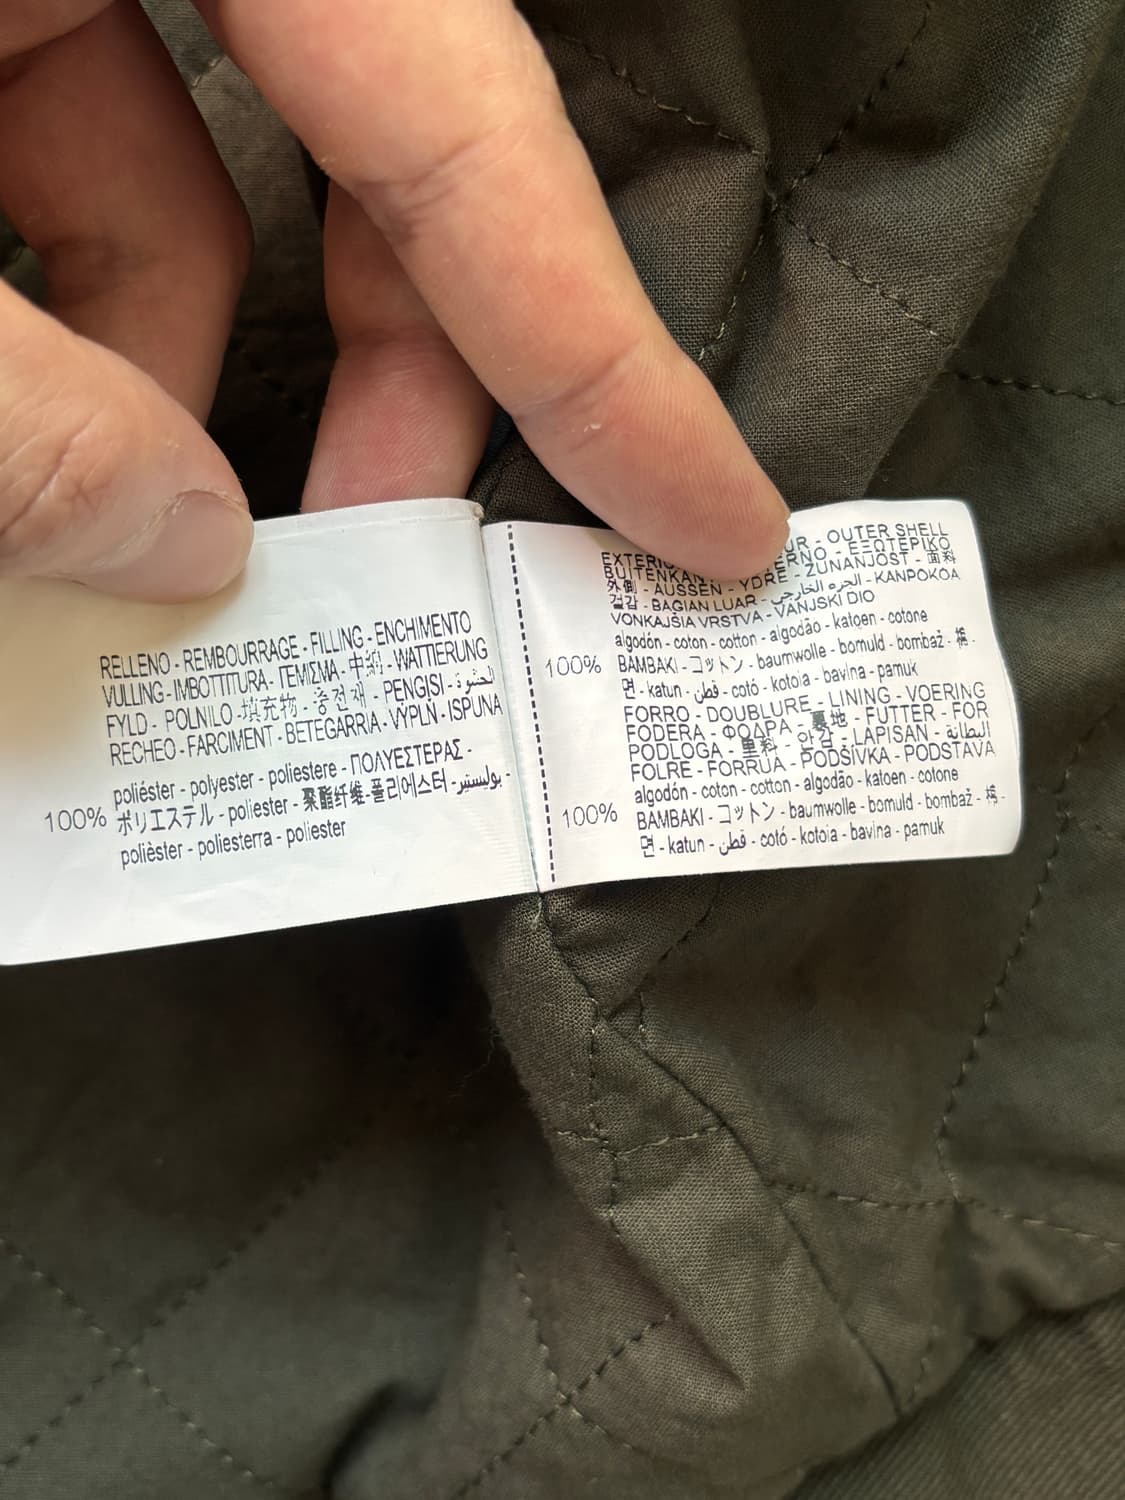 RELLENO - REMBOURRAGE - FILLING - ENCHIMENTO
VULLING - IMBOTTITURA - ΓΕΜΙΣΜΑ - 中綿 - WATTIERUNG
FYLD - POLNILO - 填充物 - 충전재 - PENGISI - الحشوة
RECHEO - FARCIMENT - BETEGARRIA - VÝPLŇ - ISPUNA
poliéster - polyester - poliestere - ΠΟΛΥΕΣΤΕΡΑΣ -
100% ポリエステル - poliester - 聚酯纤维 - 폴리에스터 - بوليستير -
polièster - poliesterra - poliester
UR - OUTER SHELL
ERNO - ΕΞΩΤΕΡΙΚΟ
BUITENKAN - YDRE - ZUNANJOST - 面料
外側 - AUSSEN
겉감 - BAGIAN LUAR - الجزء الخارجي - KANPOKOA
VONKAJŠIA VRSTVA - VANJSKI DIO
algodón - coton - cotton - algodão - katoen - cotone
100% BAMBAKI - コットン - baumwolle - bomuld - bombaž - 棉 -
면 - katun - قطن - cotó - kotoia - bavlna - pamuk
FORRO - DOUBLURE - LINING - VOERING
FODERA - ΦΟΔΡΑ - 裏地 - FUTTER - FOR
PODLOGA - 里料 - 안감 - LAPISAN - البطانة
FOLRE - FORRUA - PODŠÍVKA - PODSTAVA
algodón - coton - cotton - algodão - katoen - cotone
100% BAMBAKI - コットン - baumwolle - bomuld - bombaž - 棉 -
면 - katun - قطن - cotó - kotoia - bavlna - pamuk